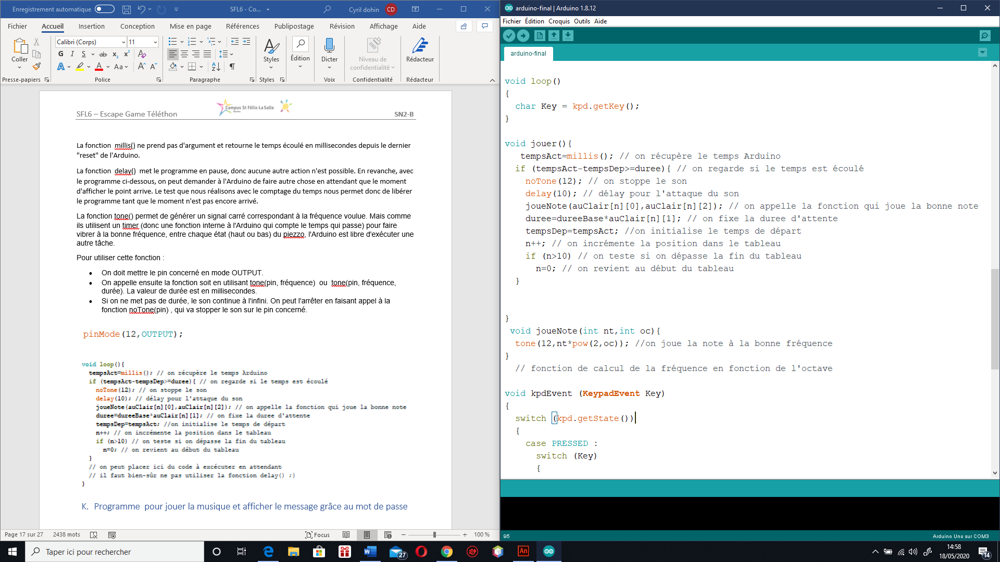 Enregistrement automatique
SFL6 - Co...
Cyril dohin
CD
Fichier
Accueil
Insertion
Conception
Mise en page
Références
Publipostage
Révision
Affichage
Aide
Calibri (Corps)
11
Coller
G I S ab x₂ x²
A A Aa A A
Styles
Édition
Dicter
Niveau de
confidentialité
Rédacteur
Presse-papiers
Police
Paragraphe
Styles
Voix
Confidentialité
Rédacteur
SFL6 – Escape Game Téléthon
Campus St Félix-La Salle
Nantes
SN2-B
La fonction millis() ne prend pas d'argument et retourne le temps écoulé en millisecondes depuis le dernier
"reset" de l'Arduino.
La fonction delay() met le programme en pause, donc aucune autre action n'est possible. En revanche, avec
le programme ci-dessous, on peut demander à l'Arduino de faire autre chose en attendant que le moment
d'afficher le point arrive. Le test que nous réalisons avec le comptage du temps nous permet donc de libérer
le programme tant que le moment n'est pas encore arrivé.
La fonction tone() permet de générer un signal carré correspondant à la fréquence voulue. Mais comme
ils utilisent un timer (donc une fonction interne à l'Arduino qui compte le temps qui passe) pour faire
vibrer à la bonne fréquence, entre chaque état (haut ou bas) du piezzo, l'Arduino est libre d'exécuter une
autre tâche.
Pour utiliser cette fonction :
• On doit mettre le pin concerné en mode OUTPUT.
• On appelle ensuite la fonction soit en utilisant tone(pin, fréquence) ou tone(pin, fréquence,
durée). La valeur de durée est en millisecondes.
• Si on ne met pas de durée, le son continue à l'infini. On peut l'arrêter en faisant appel à la
fonction noTone(pin) , qui va stopper le son sur le pin concerné.
pinMode(12,OUTPUT);
void loop(){
tempsAct=millis(); // on récupère le temps Arduino
if (tempsAct-tempsDep>=duree){ // on regarde si le temps est écoulé
noTone(12); // on stoppe le son
delay(10); // délay pour l'attaque du son
joueNote(auClair[n][0],auClair[n][2]); // on appelle la fonction qui joue la bonne note
duree=dureeBase*auClair[n][1]; // on fixe la duree d'attente
tempsDep=tempsAct; //on initialise le temps de départ
n++; // on incrémente la position dans le tableau
if (n>10) // on teste si on dépasse la fin du tableau
n=0; // on revient au début du tableau
}
// on peut placer ici du code à excécuter en attendant
// il faut bien-sûr ne pas utiliser la fonction delay() ;)
}
K. Programme pour jouer la musique et afficher le message grâce au mot de passe
Page 17 sur 27
2438 mots
Focus
100 %
arduino-final | Arduino 1.8.12
Fichier Édition Croquis Outils Aide
arduino-final
void loop()
{
char Key = kpd.getKey();
}
void jouer(){
tempsAct=millis(); // on récupère le temps Arduino
if (tempsAct-tempsDep>=duree){ // on regarde si le temps est écoulé
noTone(12); // on stoppe le son
delay(10); // délay pour l'attaque du son
joueNote(auClair[n][0],auClair[n][2]); // on appelle la fonction qui joue la bonne note
duree=dureeBase*auClair[n][1]; // on fixe la duree d'attente
tempsDep=tempsAct; //on initialise le temps de départ
n++; // on incrémente la position dans le tableau
if (n>10) // on teste si on dépasse la fin du tableau
n=0; // on revient au début du tableau
}
}
void joueNote(int nt,int oc){
tone(12,nt*pow(2,oc)); //on joue la note à la bonne fréquence
}
// fonction de calcul de la fréquence en fonction de l'octave
void kpdEvent (KeypadEvent Key)
{
switch (kpd.getState())
{
case PRESSED :
switch (Key)
{
95
Arduino Uno sur COM3
Taper ici pour rechercher
27
An
14:58
18/05/2020
14